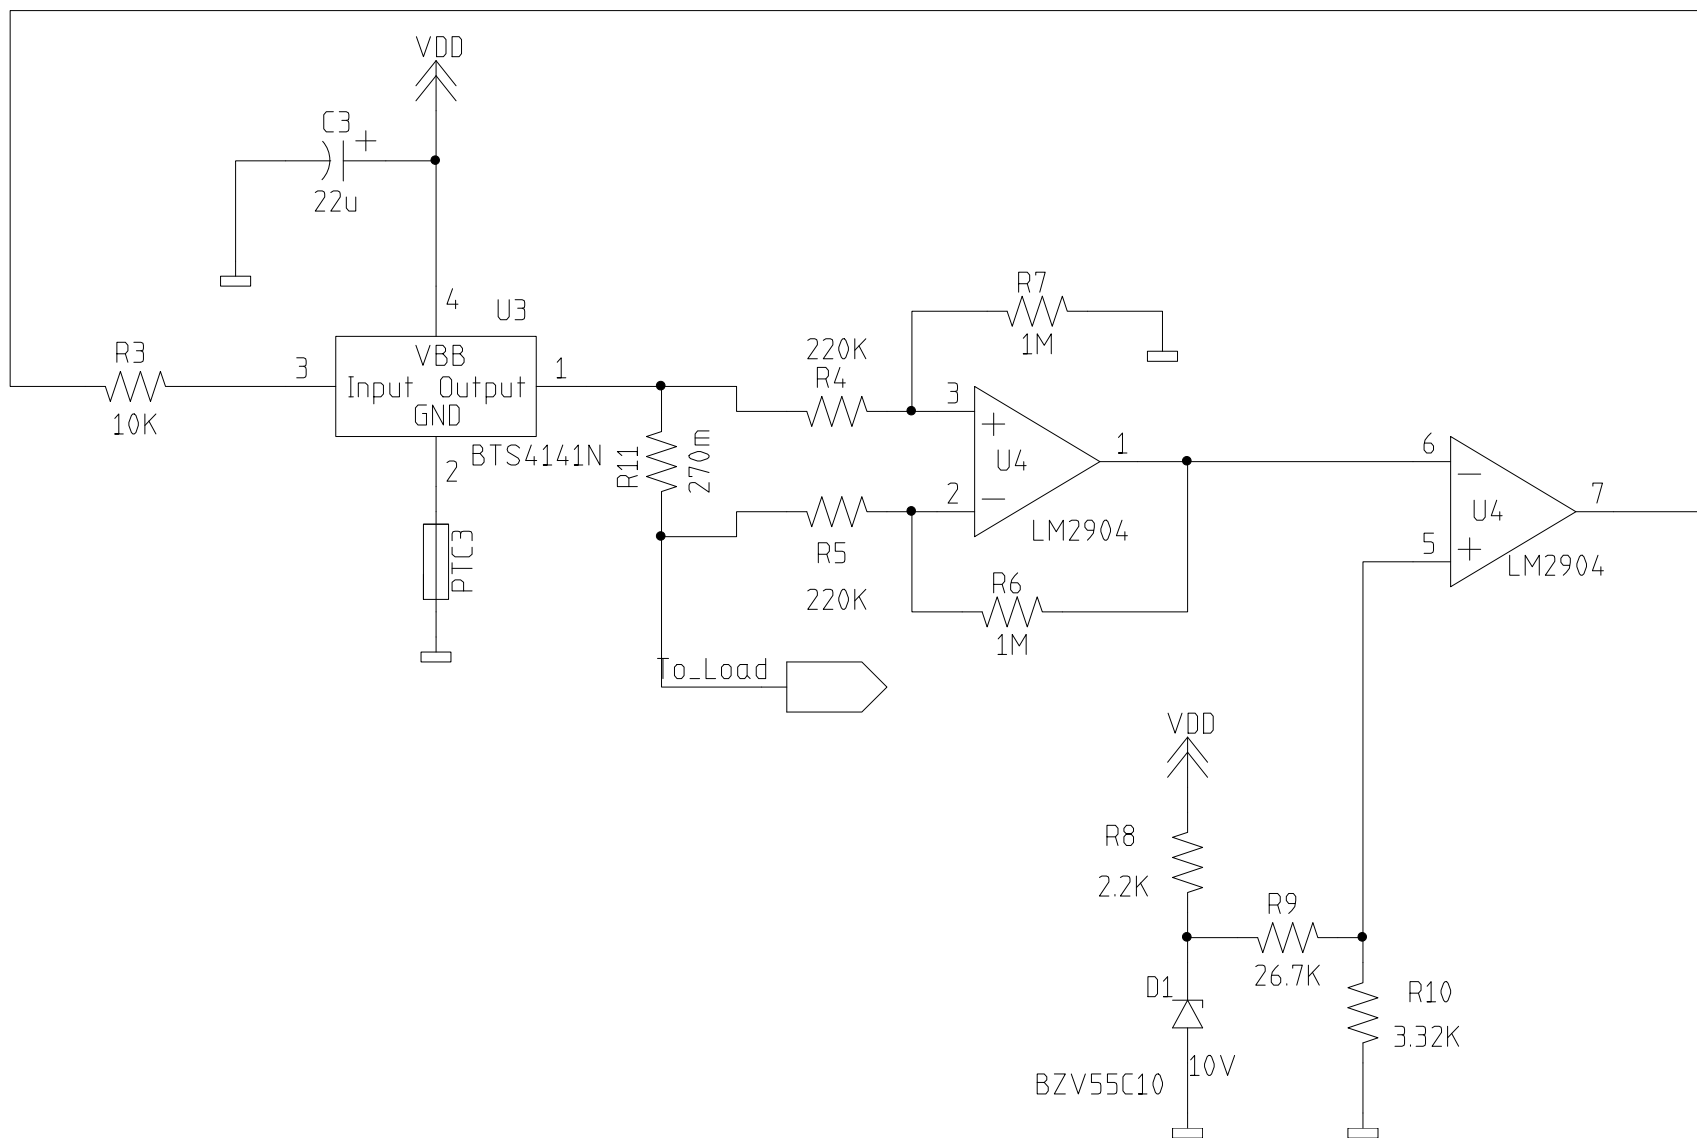 VDD
C3
+
22u
4
U3
R3
10K
3
VBB
Input Output
GND
1
BTS4141N
2
PTC3
R11
270m
220K
R4
R7
1M
3
+
U4
1
2
−
LM2904
R5
220K
R6
1M
6
−
U4
7
5
+
LM2904
To_Load
VDD
R8
2.2K
R9
26.7K
D1
10V
BZV55C10
R10
3.32K